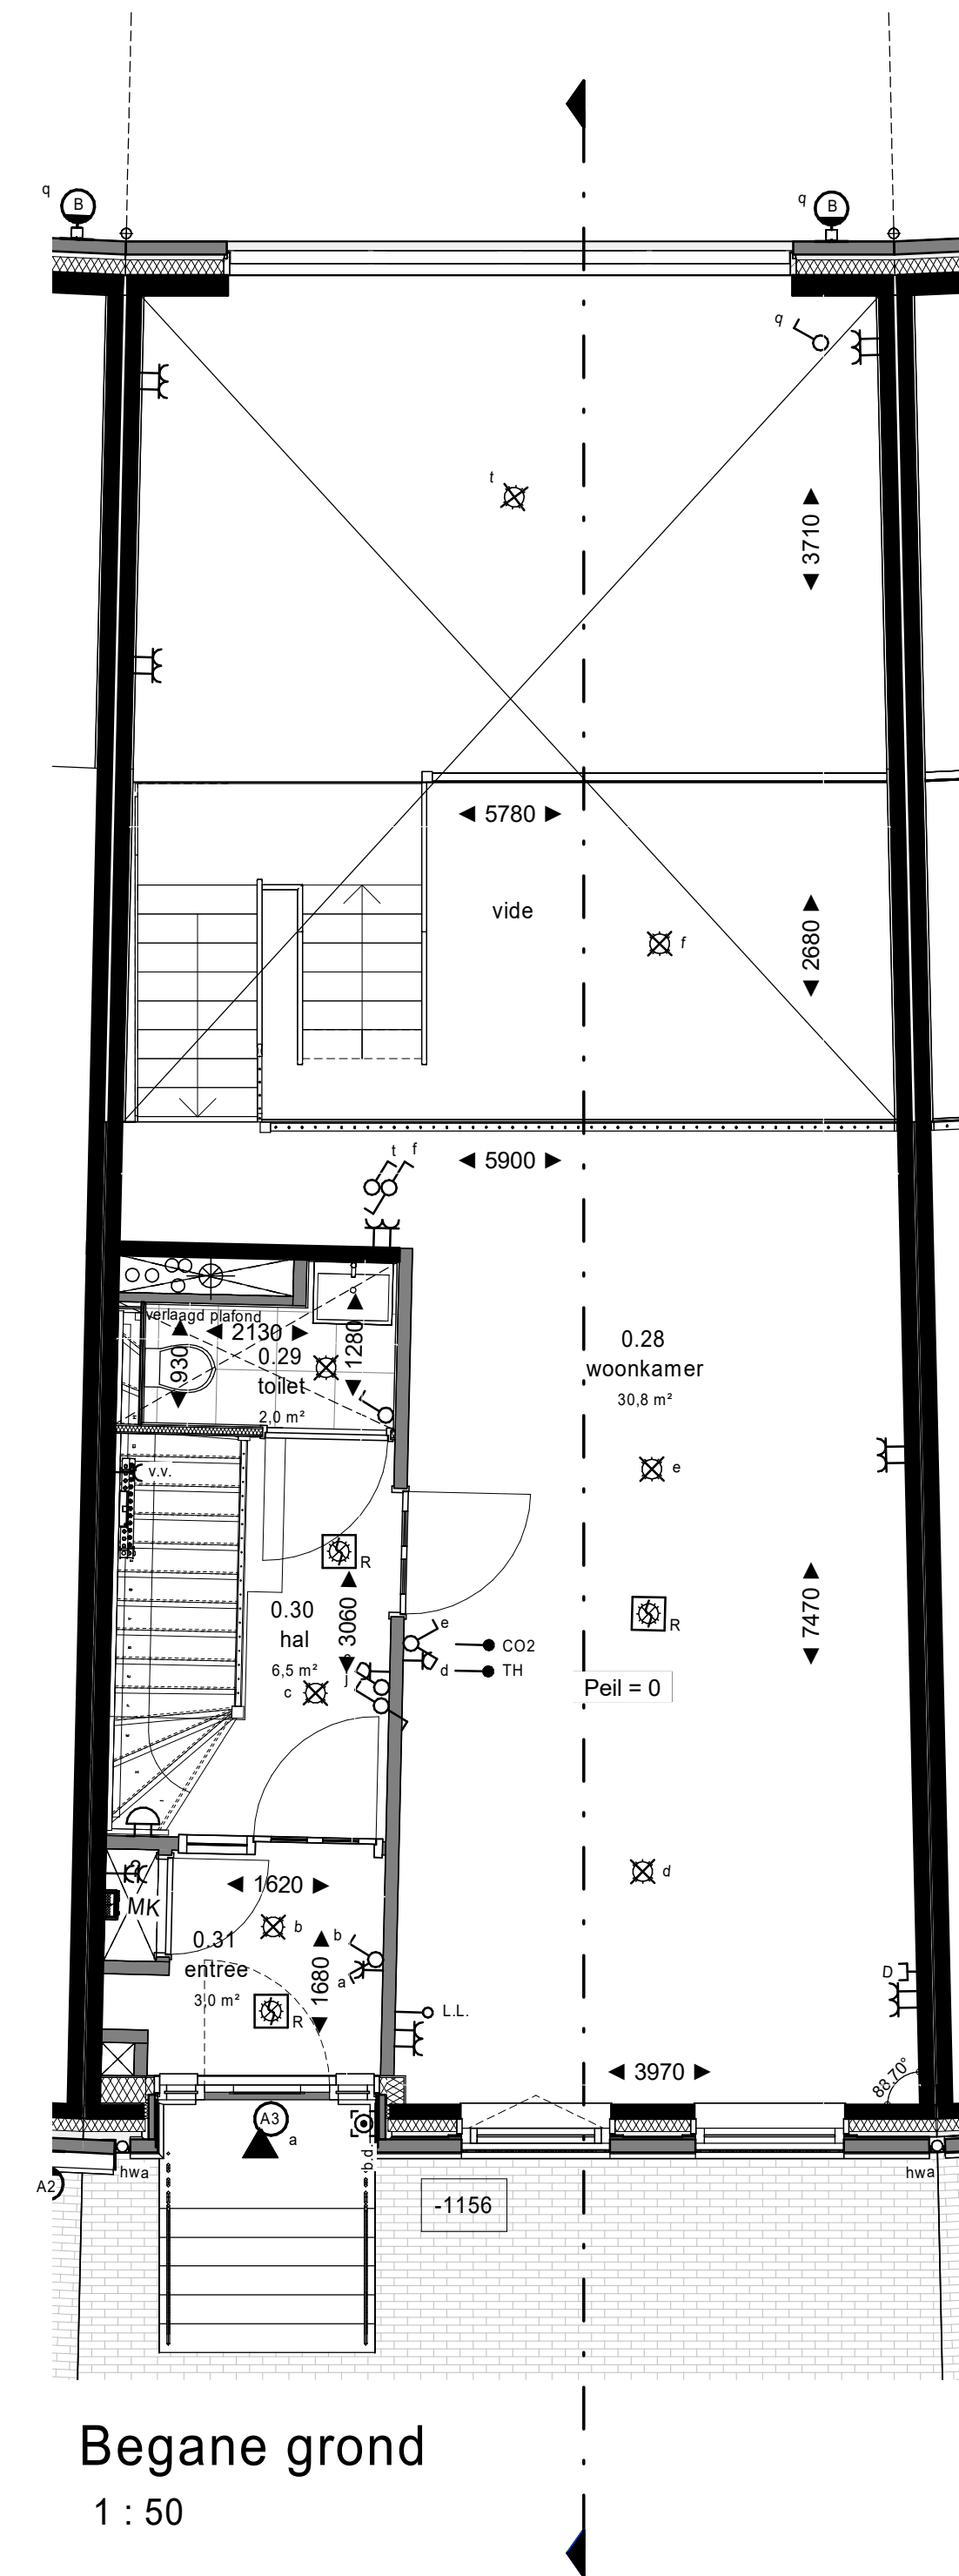 q
B
q
B
q
t
3710
5780
vide
f
2680
t f
5900
verlaagd plafond
2130
1280
930
0.29
toilet
2,0 m²
0.28
woonkamer
30,8 m²
v.v.
e
R
0.30
hal
6,5 m²
3060
c
j
e
d
CO2
TH
R
7470
Peil = 0
d
MK
1620
0.31
entree
3,0 m²
b
b
a
1680
R
L.L.
D
3970
88.70°
A3
a
b.d.
hwa
hwa
A2
-1156
Begane grond
1 : 50